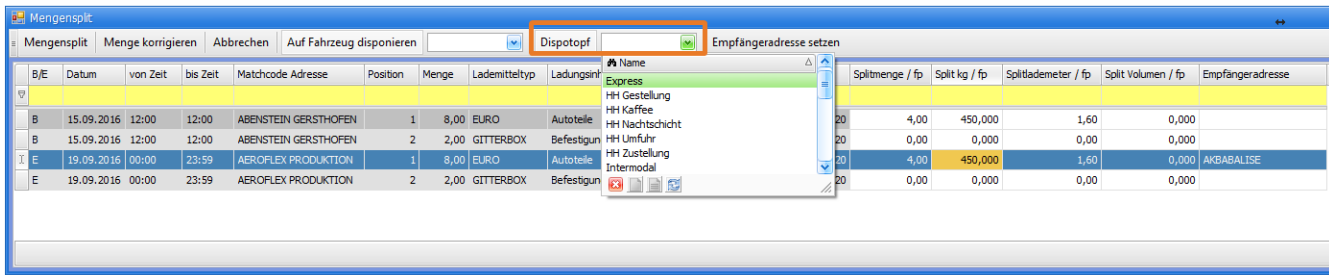 Mengensplit
Mengensplit Menge korrigieren Abbrechen Auf Fahrzeug disponieren Dispotopf Empfängeradresse setzen
B/E Datum von Zeit bis Zeit Matchcode Adresse Position Menge Lademitteltyp Ladungsinh Splitmenge / fp Split kg / fp Splitlademeter / fp Split Volumen / fp Empfängeradresse
B 15.09.2016 12:00 12:00 ABENSTEIN GERSTHOFEN 1 8,00 EURO Autoteile 20 4,00 450,000 1,60 0,000
B 15.09.2016 12:00 12:00 ABENSTEIN GERSTHOFEN 2 2,00 GITTERBOX Befestigun 20 0,00 0,000 0,00 0,000
E 19.09.2016 00:00 23:59 AEROFLEX PRODUKTION 1 8,00 EURO Autoteile 20 4,00 450,000 1,60 0,000 AKBABALISE
E 19.09.2016 00:00 23:59 AEROFLEX PRODUKTION 2 2,00 GITTERBOX Befestigun 20 0,00 0,000 0,00 0,000
Name
Express
HH Gestellung
HH Kaffee
HH Nachtschicht
HH Umfuhr
HH Zustellung
Intermodal